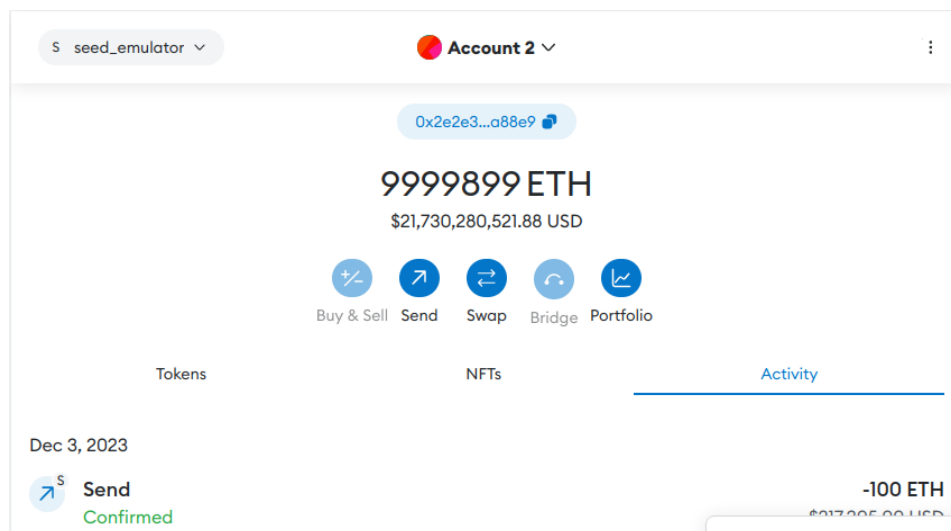 S seed_emulator
Account 2
0x2e2e3...a88e9
9999899 ETH
$21,730,280,521.88 USD
Buy & Sell Send Swap Bridge Portfolio
Tokens NFTs Activity
Dec 3, 2023
S
Send -100 ETH
Confirmed